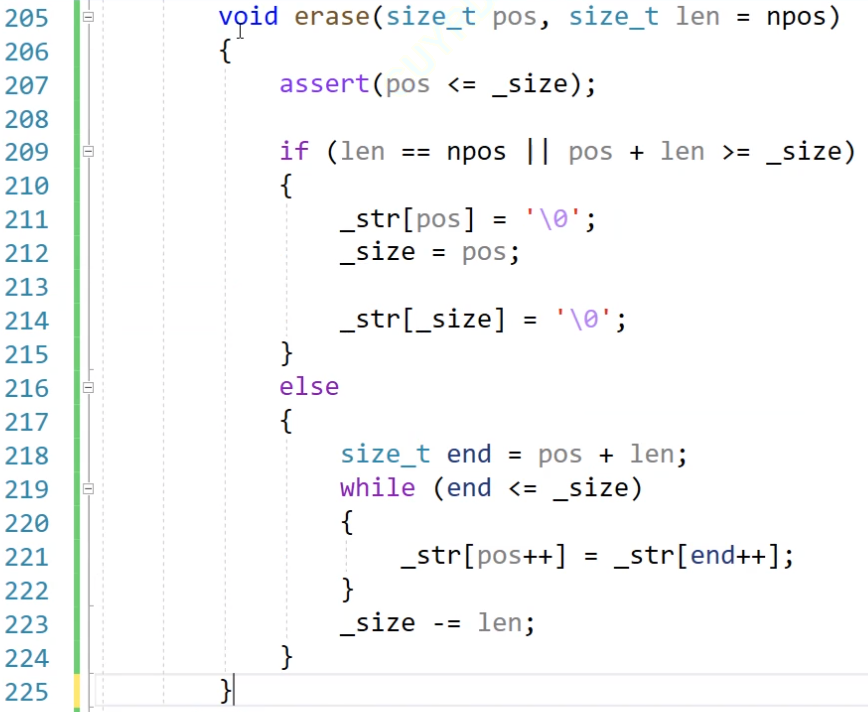 205 void erase(size_t pos, size_t len = npos)
206 {
207 assert(pos <= _size);
208
209 if (len == npos || pos + len >= _size)
210 {
211 _str[pos] = '\0';
212 _size = pos;
213
214 _str[_size] = '\0';
215 }
216 else
217 {
218 size_t end = pos + len;
219 while (end <= _size)
220 {
221 _str[pos++] = _str[end++];
222 }
223 _size -= len;
224 }
225 }